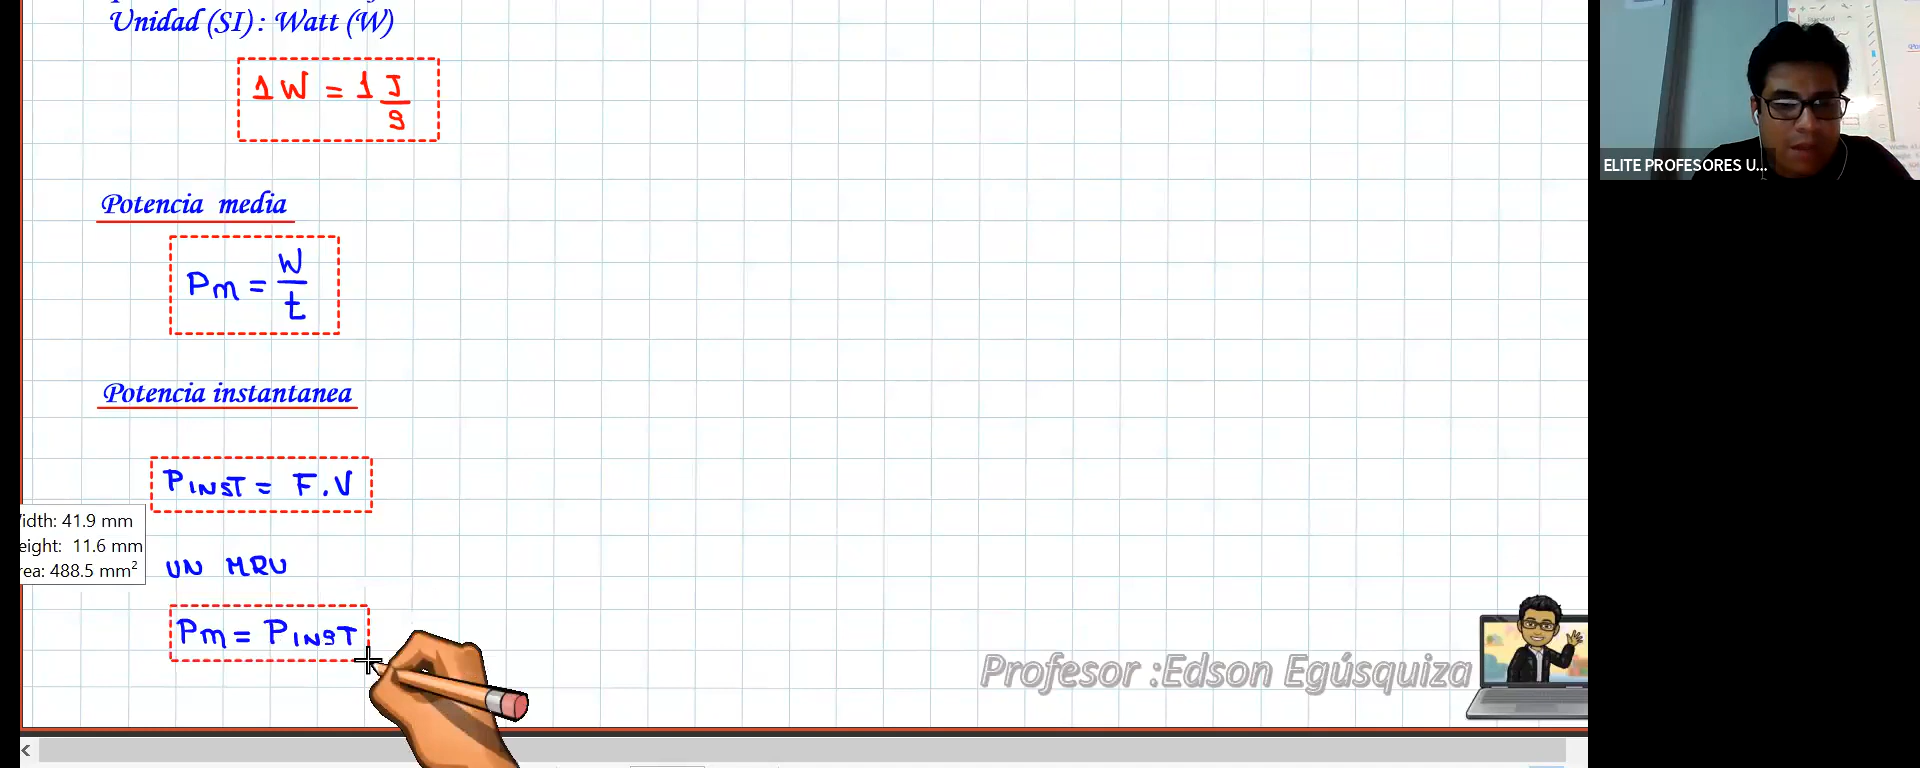 Unidad (SI) : Watt (W)
1 W = 1 J/s
Potencia media
Pm = W/t
Potencia instantanea
PINST = F.V
idth: 41.9 mm
eight: 11.6 mm
rea: 488.5 mm²
UN MRU
Pm = PINST
Profesor :Edson Egúsquiza
ELITE PROFESORES U...